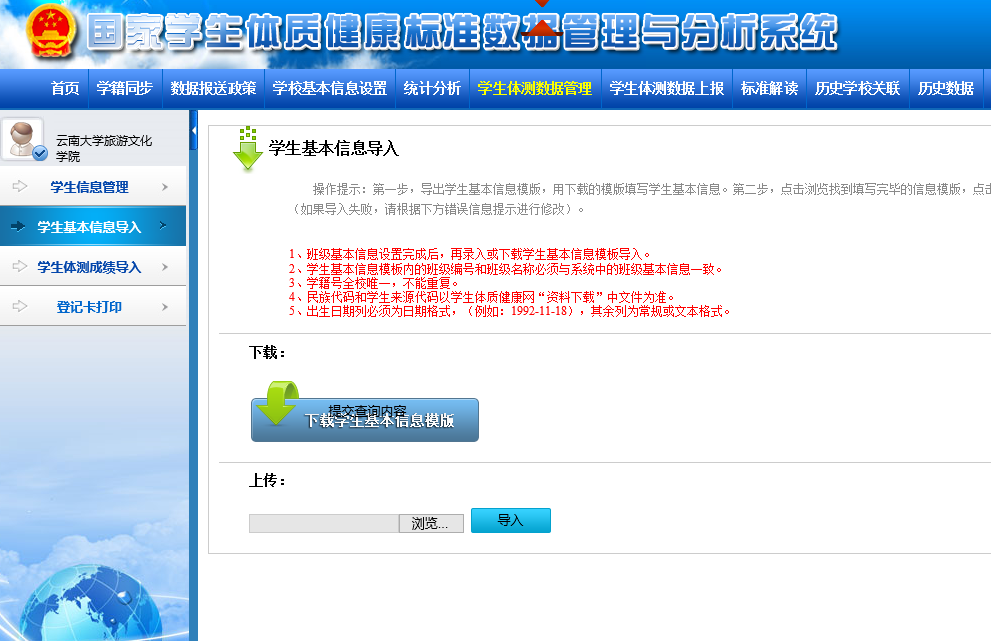 国家学生体质健康标准数据管理与分析系统
首页 学籍同步 数据报送政策 学校基本信息设置 统计分析 学生体测数据管理 学生体测数据上报 标准解读 历史学校关联 历史数据
云南大学旅游文化
学院
学生信息管理
学生基本信息导入
学生体测成绩导入
登记卡打印
学生基本信息导入
操作提示：第一步，导出学生基本信息模版，用下载的模版填写学生基本信息。第二步，点击浏览找到填写完毕的信息模版，点击
（如果导入失败，请根据下方错误信息提示进行修改）。
1、班级基本信息设置完成后，再录入或下载学生基本信息模板导入。
2、学生基本信息模板内的班级编号和班级名称必须与系统中的班级基本信息一致。
3、学籍号全校唯一，不能重复。
4、民族代码和学生来源代码以学生体质健康网“资料下载”中文件为准。
5、出生日期列必须为日期格式，（例如：1992-11-18），其余列为常规或文本格式。
下载：
提交查询内容
下载学生基本信息模版
上传：
浏览... 导入